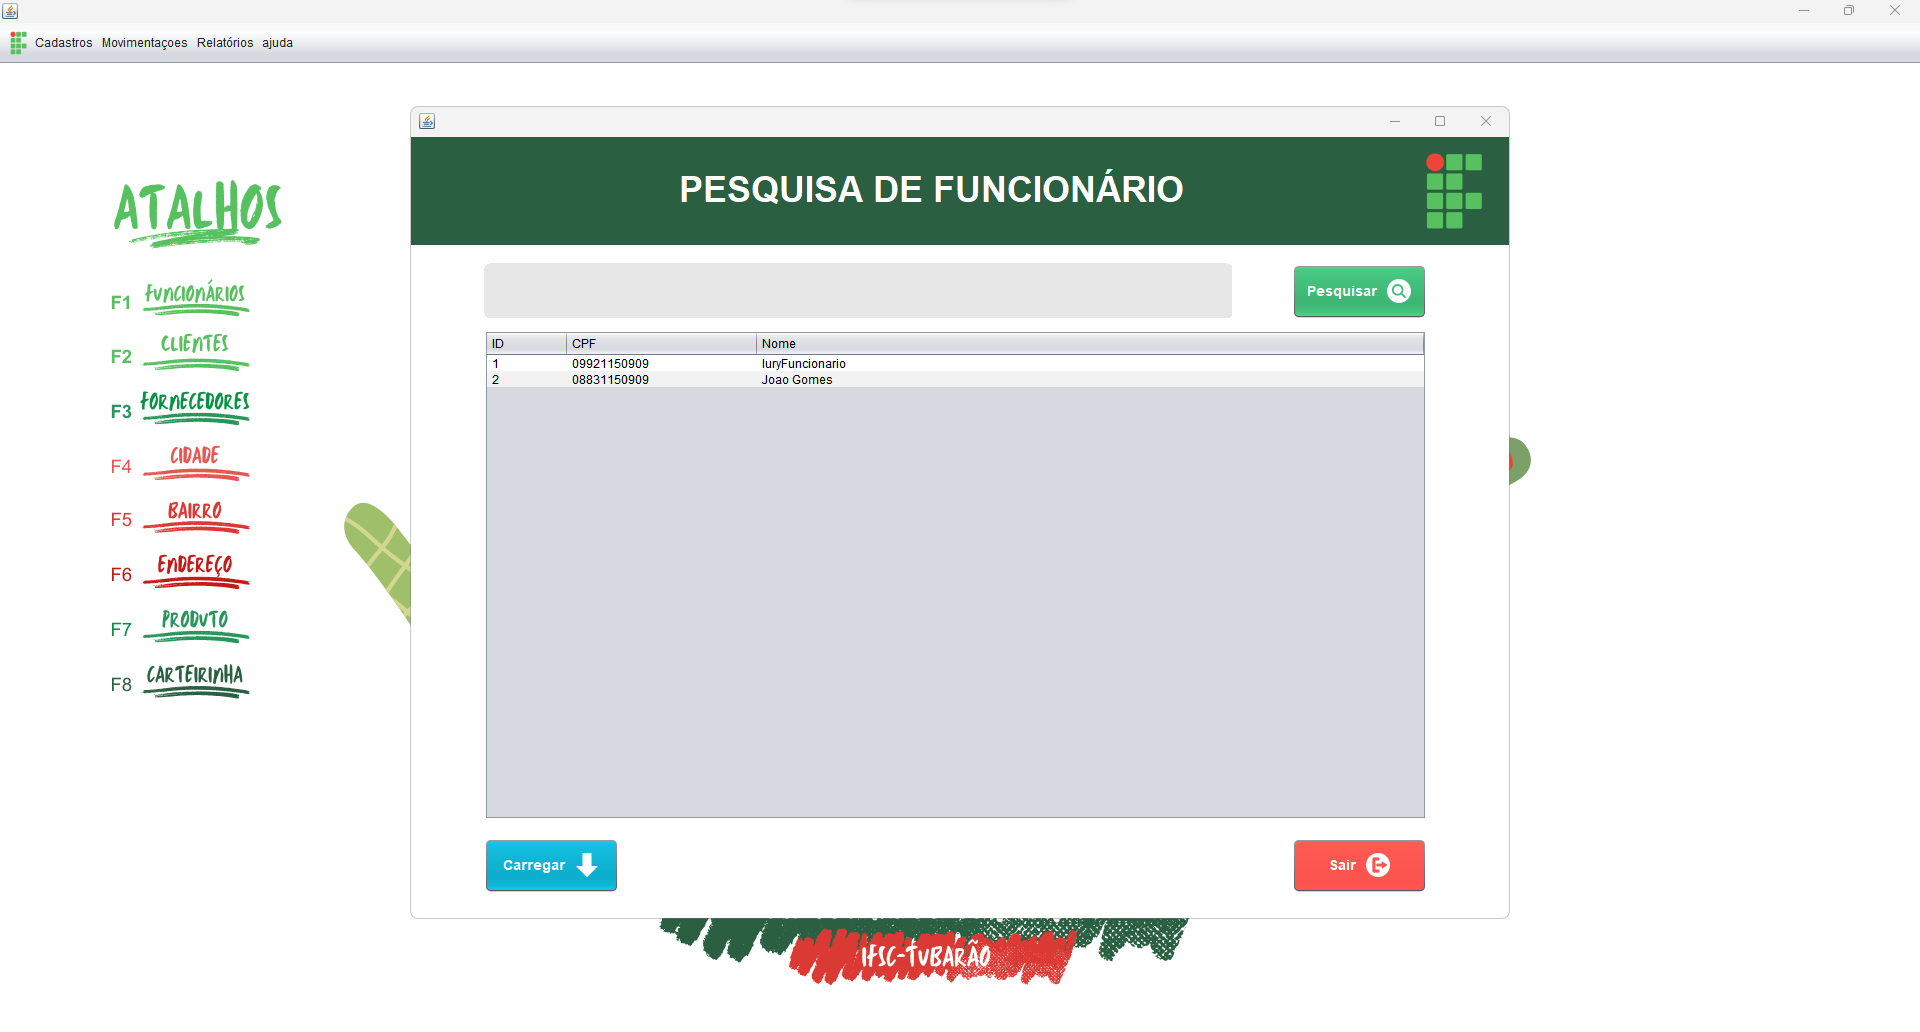 Cadastros Movimentaçoes Relatórios ajuda
ATALHOS
F1 FUNCIONÁRIOS
F2 CLIENTES
F3 FORNECEDORES
F4 CIDADE
F5 BAIRRO
F6 ENDEREÇO
F7 PRODUTO
F8 CARTEIRINHA
PESQUISA DE FUNCIONÁRIO
Pesquisar
ID CPF Nome
1 09921150909 IuryFuncionario
2 08831150909 Joao Gomes
Carregar
Sair
IFSC-TUBARÃO